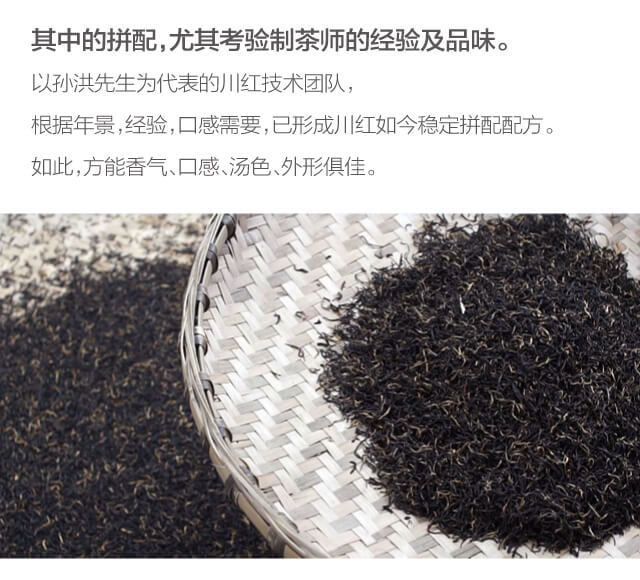 其中的拼配,尤其考验制茶师的经验及品味。
以孙洪先生为代表的川红技术团队,
根据年景,经验,口感需要,已形成川红如今稳定拼配配方。
如此,方能香气、口感、汤色、外形俱佳。